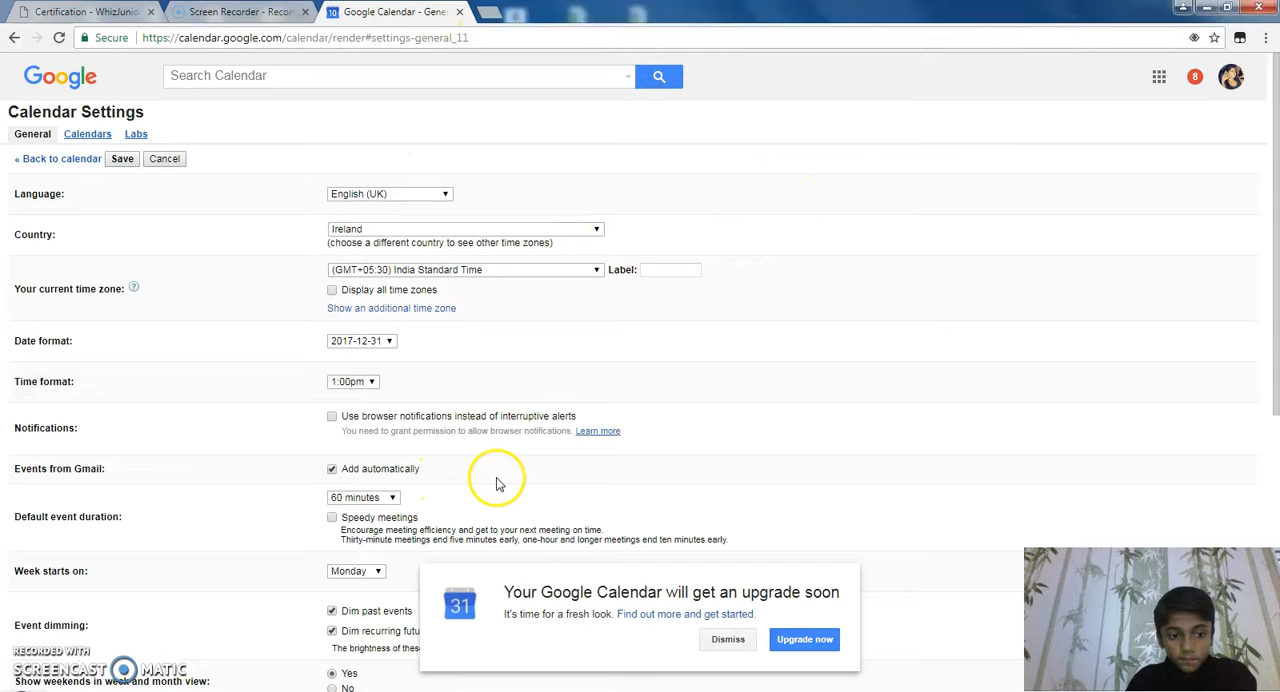 Certification - WhizJunio
Screen Recorder - Recor
10 Google Calendar - Gene
Secure https://calendar.google.com/calendar/render#settings-general_11
Google
Search Calendar
8
Calendar Settings
General Calendars Labs
« Back to calendar Save Cancel
Language: English (UK)
Country: Ireland
(choose a different country to see other time zones)
Your current time zone: ? (GMT+05:30) India Standard Time Label:
Display all time zones
Show an additional time zone
Date format: 2017-12-31
Time format: 1:00pm
Notifications: Use browser notifications instead of interruptive alerts
You need to grant permission to allow browser notifications. Learn more
Events from Gmail: Add automatically
Default event duration: 60 minutes
Speedy meetings
Encourage meeting efficiency and get to your next meeting on time.
Thirty-minute meetings end five minutes early, one-hour and longer meetings end ten minutes early.
Week starts on: Monday
Event dimming: Dim past events
Dim recurring futu
The brightness of these
Show weekends in week and month view: Yes
No
31
Your Google Calendar will get an upgrade soon
It's time for a fresh look. Find out more and get started.
Dismiss Upgrade now
RECORDED WITH
SCREENCAST MATIC